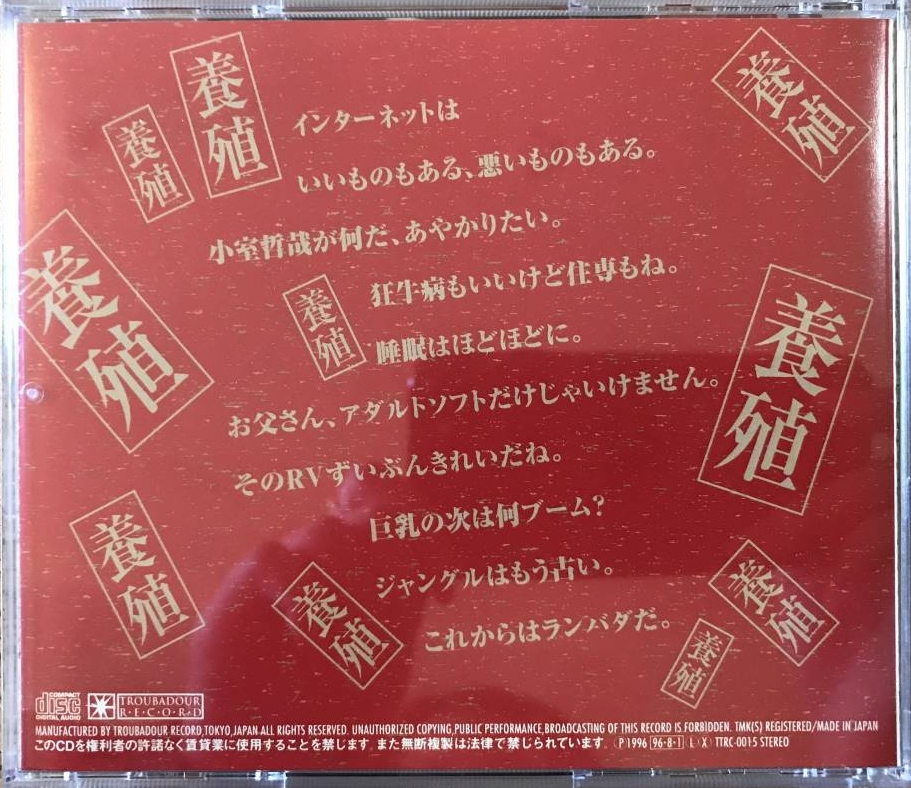 養殖
養殖
養殖
養殖
養殖
養殖
養殖
養殖
養殖
養殖
インターネットは
いいものもある、悪いものもある。
小室哲哉が何だ、あやかりたい。
狂牛病もいいけど住専もね。
睡眠はほどほどに。
お父さん、アダルトソフトだけじゃいけません。
そのRVずいぶんきれいだね。
巨乳の次は何ブーム?
ジャングルはもう古い。
これからはランバダだ。
COMPACT
disc
DIGITAL AUDIO
TROUBADOUR
R·E·C·O·R·D
MANUFACTURED BY TROUBADOUR RECORD,TOKYO,JAPAN.ALL RIGHTS RESERVED. UNAUTHORIZED COPYING,PUBLIC PERFORMANCE,BROADCASTING OF THIS RECORD IS FORBIDDEN. TMK(S) REGISTERED/MADE IN JAPAN
このCDを権利者の許諾なく賃貸業に使用することを禁じます。また無断複製は法律で禁じられています。 Ⓟ1996 96·8·1 Ⓛ Ⓧ TTRC-0015 STEREO